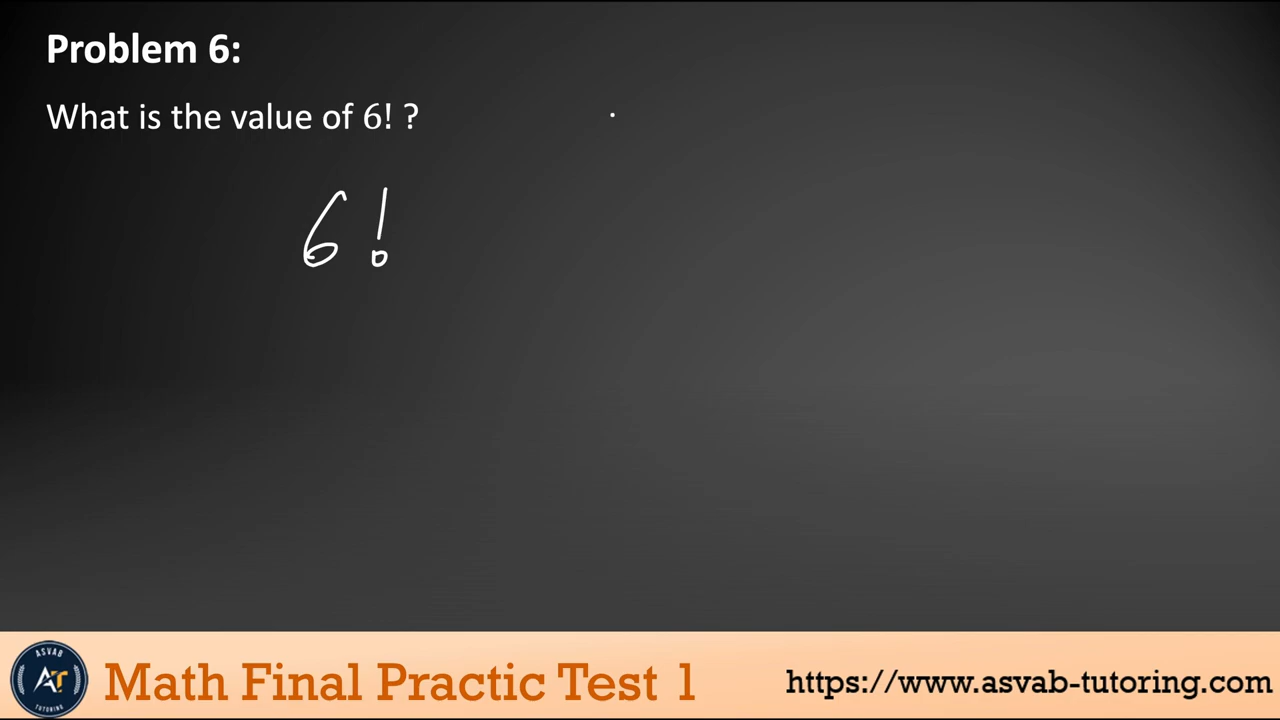 Problem 6:
What is the value of 6! ?
6!
ASVAB
AT
TUTORING
Math Final Practic Test 1
https://www.asvab-tutoring.com